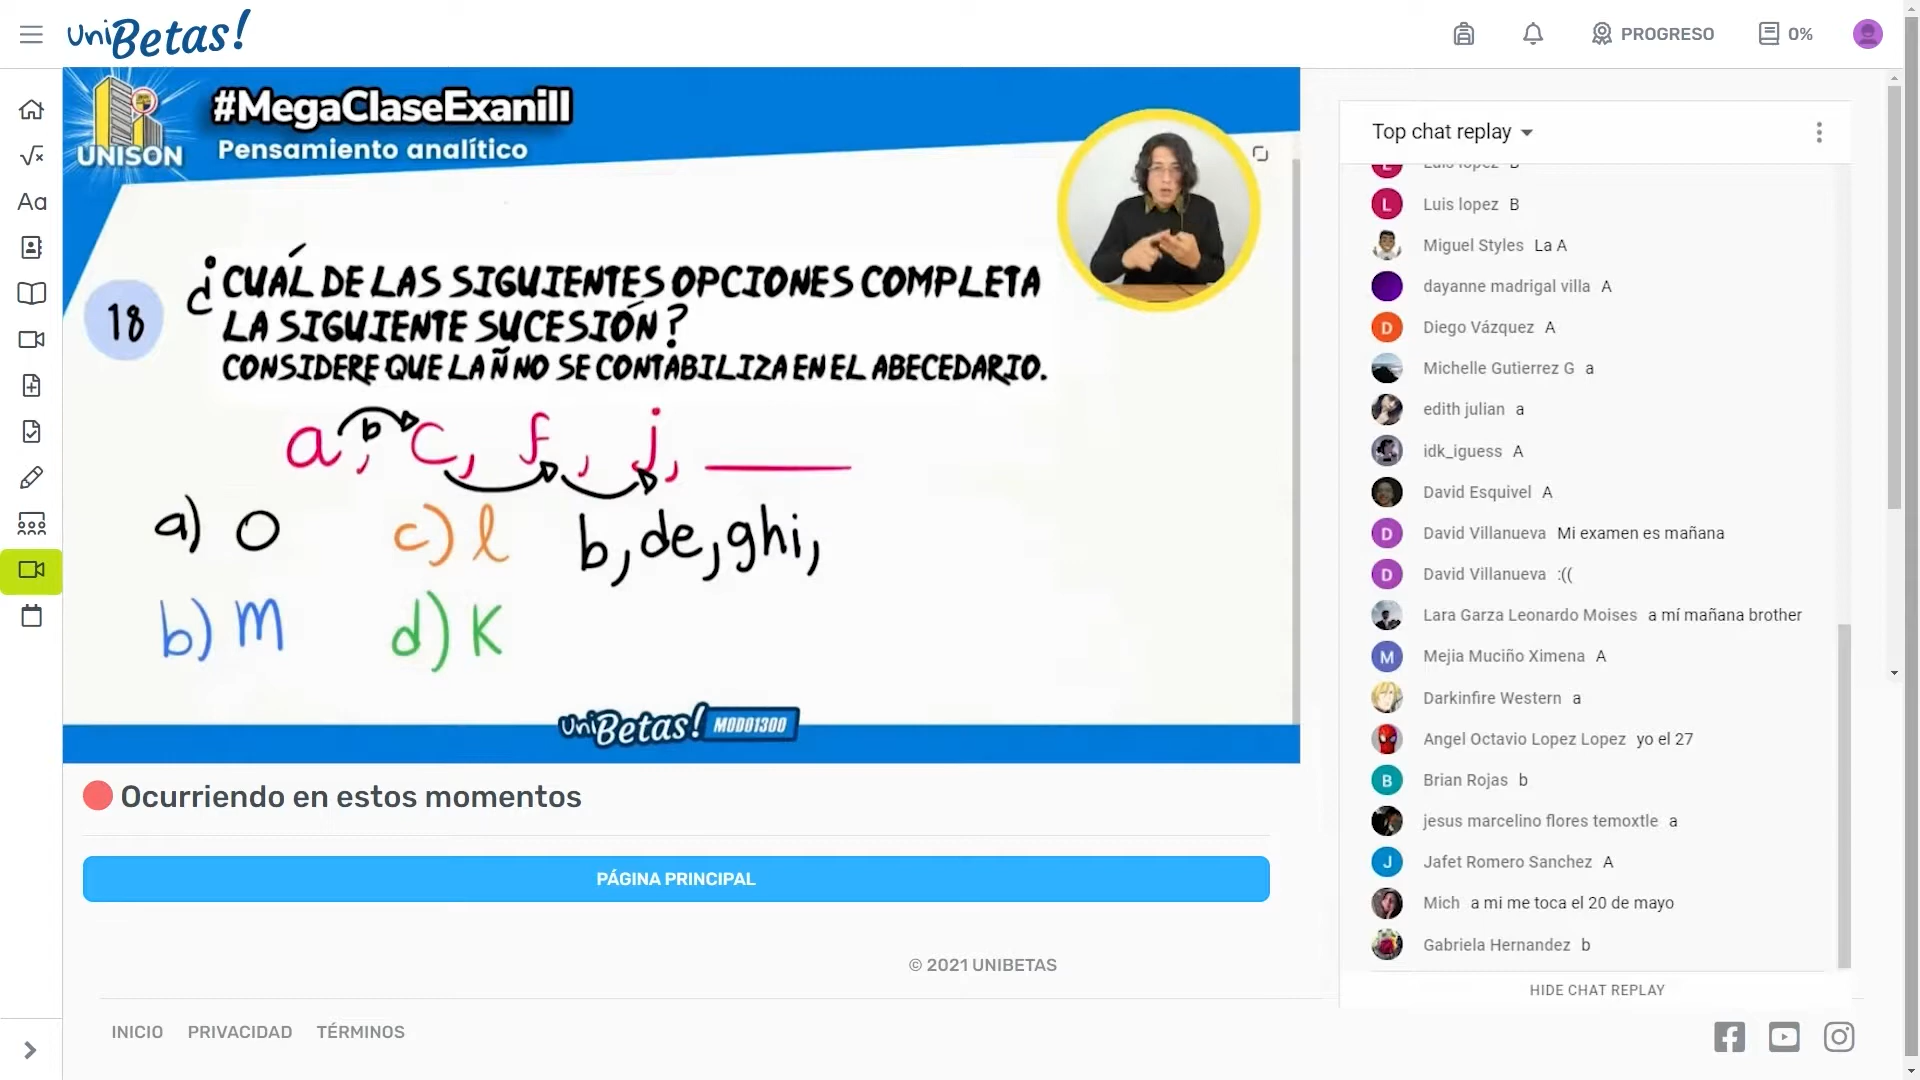 UniBetas!
PROGRESO
0%
UNISON
#MegaClaseExaniII
Pensamiento analítico
18
¿CUÁL DE LAS SIGUIENTES OPCIONES COMPLETA
LA SIGUIENTE SUCESIÓN?
CONSIDERE QUE LA Ñ NO SE CONTABILIZA EN EL ABECEDARIO.
a, b c, f, j, ______
a) O c) l b, de, ghi,
b) m d) K
UniBetas! MODO1300
Ocurriendo en estos momentos
PÁGINA PRINCIPAL
© 2021 UNIBETAS
INICIO PRIVACIDAD TÉRMINOS
Top chat replay
Luis lopez B
Luis lopez B
Miguel Styles La A
dayanne madrigal villa A
D Diego Vázquez A
Michelle Gutierrez G a
edith julian a
idk_iguess A
David Esquivel A
D David Villanueva Mi examen es mañana
D David Villanueva :((
Lara Garza Leonardo Moises a mí mañana brother
M Mejia Muciño Ximena A
Darkinfire Western a
Angel Octavio Lopez Lopez yo el 27
B Brian Rojas b
jesus marcelino flores temoxtle a
J Jafet Romero Sanchez A
Mich a mi me toca el 20 de mayo
Gabriela Hernandez b
HIDE CHAT REPLAY